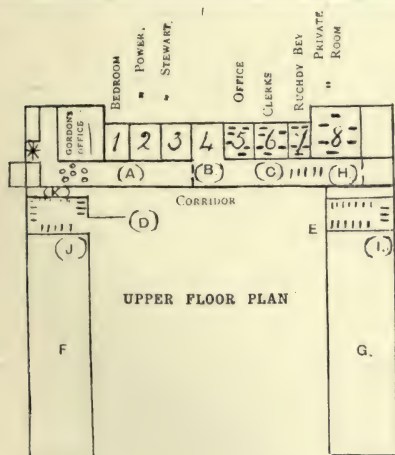 BEDROOM
" POWER.
" STEWART.
OFFICE
CLERKS
RUCHDY BEY
PRIVATE
" ROOM
GORDON'S OFFICE
1 2 3 4 5 6 7 8
(A) (B) (C) (H)
(K)
CORRIDOR
(D) E
(J) (I.)
UPPER FLOOR PLAN
F G.